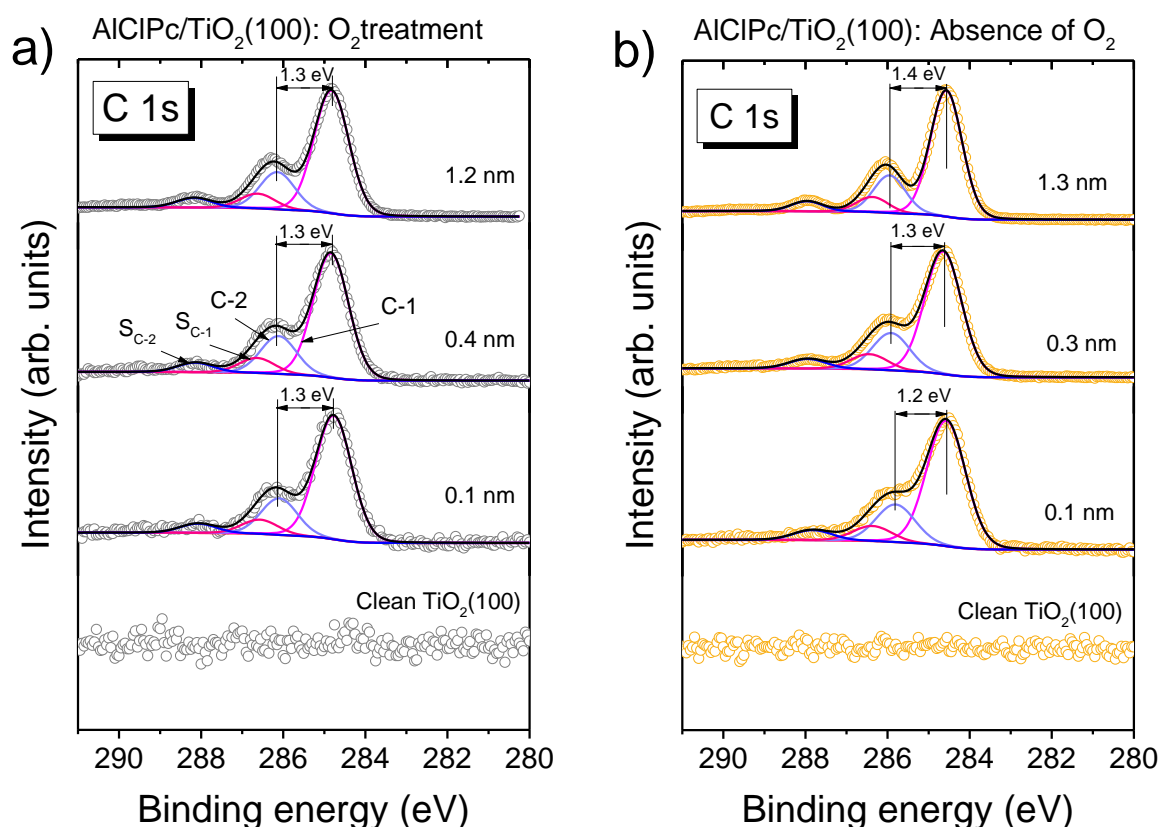 a)
AlClPc/TiO₂(100): O₂treatment
C 1s
1.3 eV
1.2 nm
1.3 eV
C-2
S_C-1
S_C-2
C-1
0.4 nm
1.3 eV
0.1 nm
Clean TiO₂(100)
Intensity (arb. units)
290 288 286 284 282 280
Binding energy (eV)
b)
AlClPc/TiO₂(100): Absence of O₂
C 1s
1.4 eV
1.3 nm
1.3 eV
0.3 nm
1.2 eV
0.1 nm
Clean TiO₂(100)
Intensity (arb. units)
290 288 286 284 282 280
Binding energy (eV)